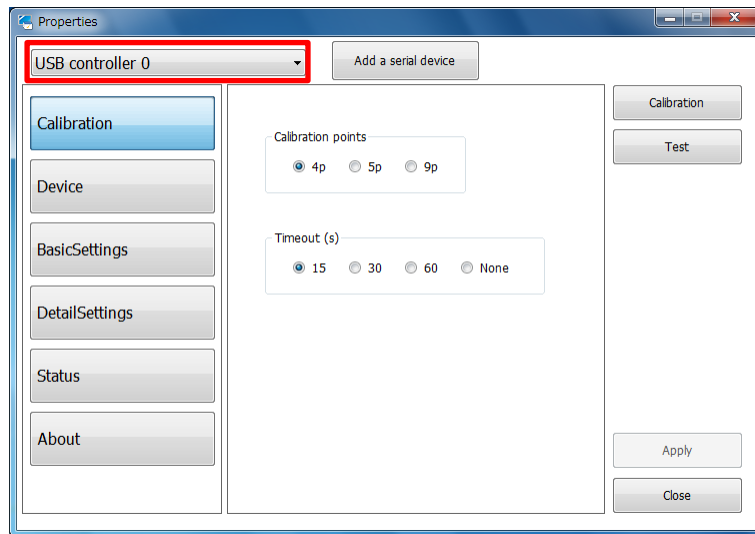 Properties
USB controller 0
Add a serial device
Calibration
Device
BasicSettings
DetailSettings
Status
About
Calibration points
4p 5p 9p
Timeout (s)
15 30 60 None
Calibration
Test
Apply
Close